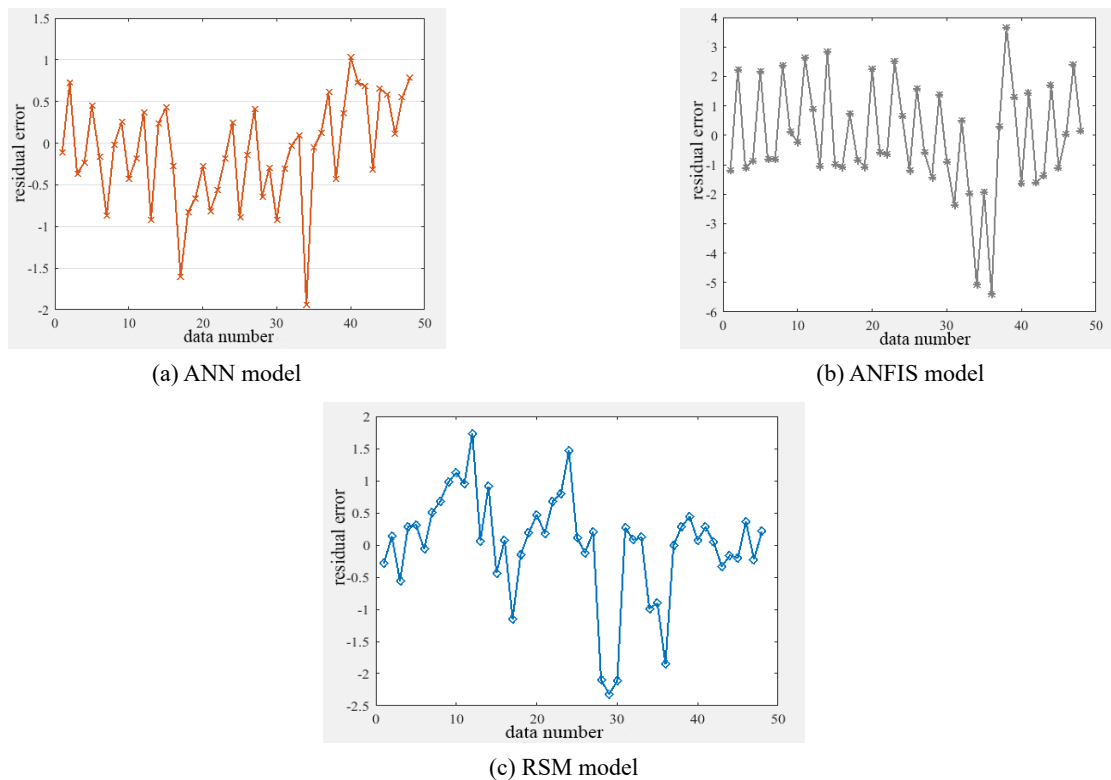 1.5
1
0.5
0
-0.5
-1
-1.5
-2
residual error
0 10 20 30 40 50
data number
(a) ANN model
4
3
2
1
0
-1
-2
-3
-4
-5
-6
residual error
0 10 20 30 40 50
data number
(b) ANFIS model
2
1.5
1
0.5
0
-0.5
-1
-1.5
-2
-2.5
residual error
0 10 20 30 40 50
data number
(c) RSM model